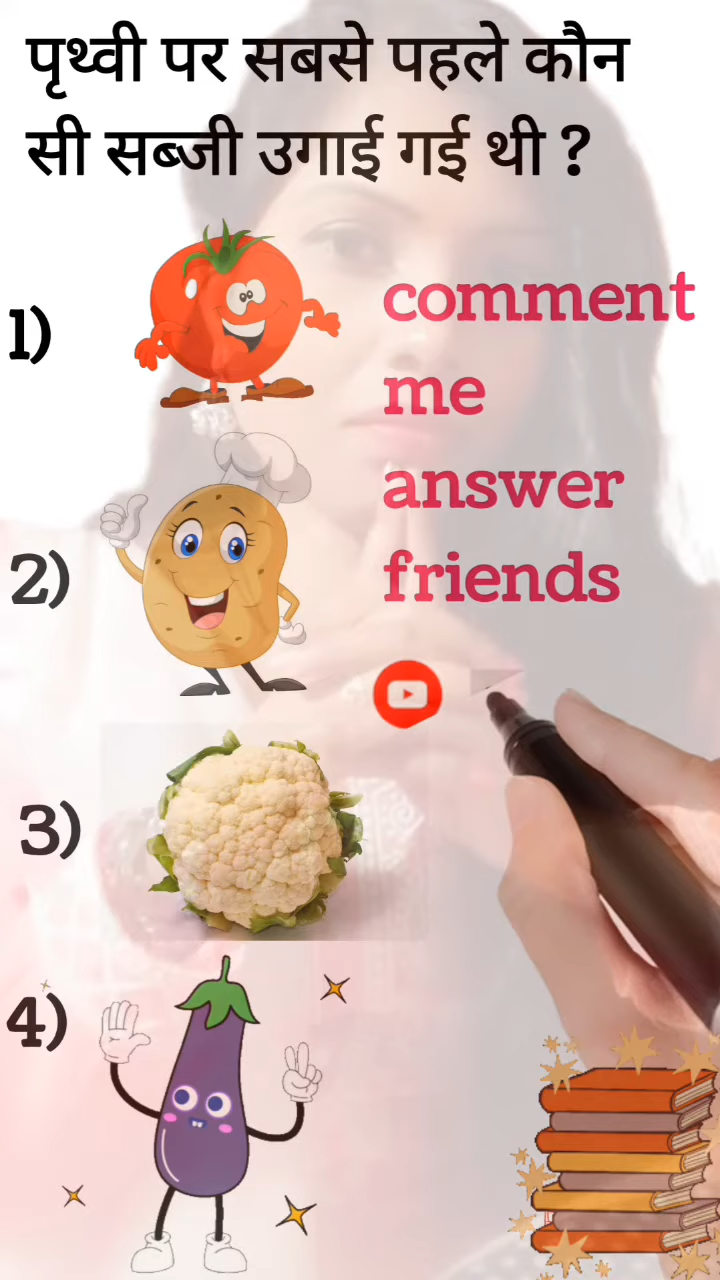 पृथ्वी पर सबसे पहले कौन
सी सब्जी उगाई गई थी ?
1)
comment
me
answer
friends
2)
3)
4)